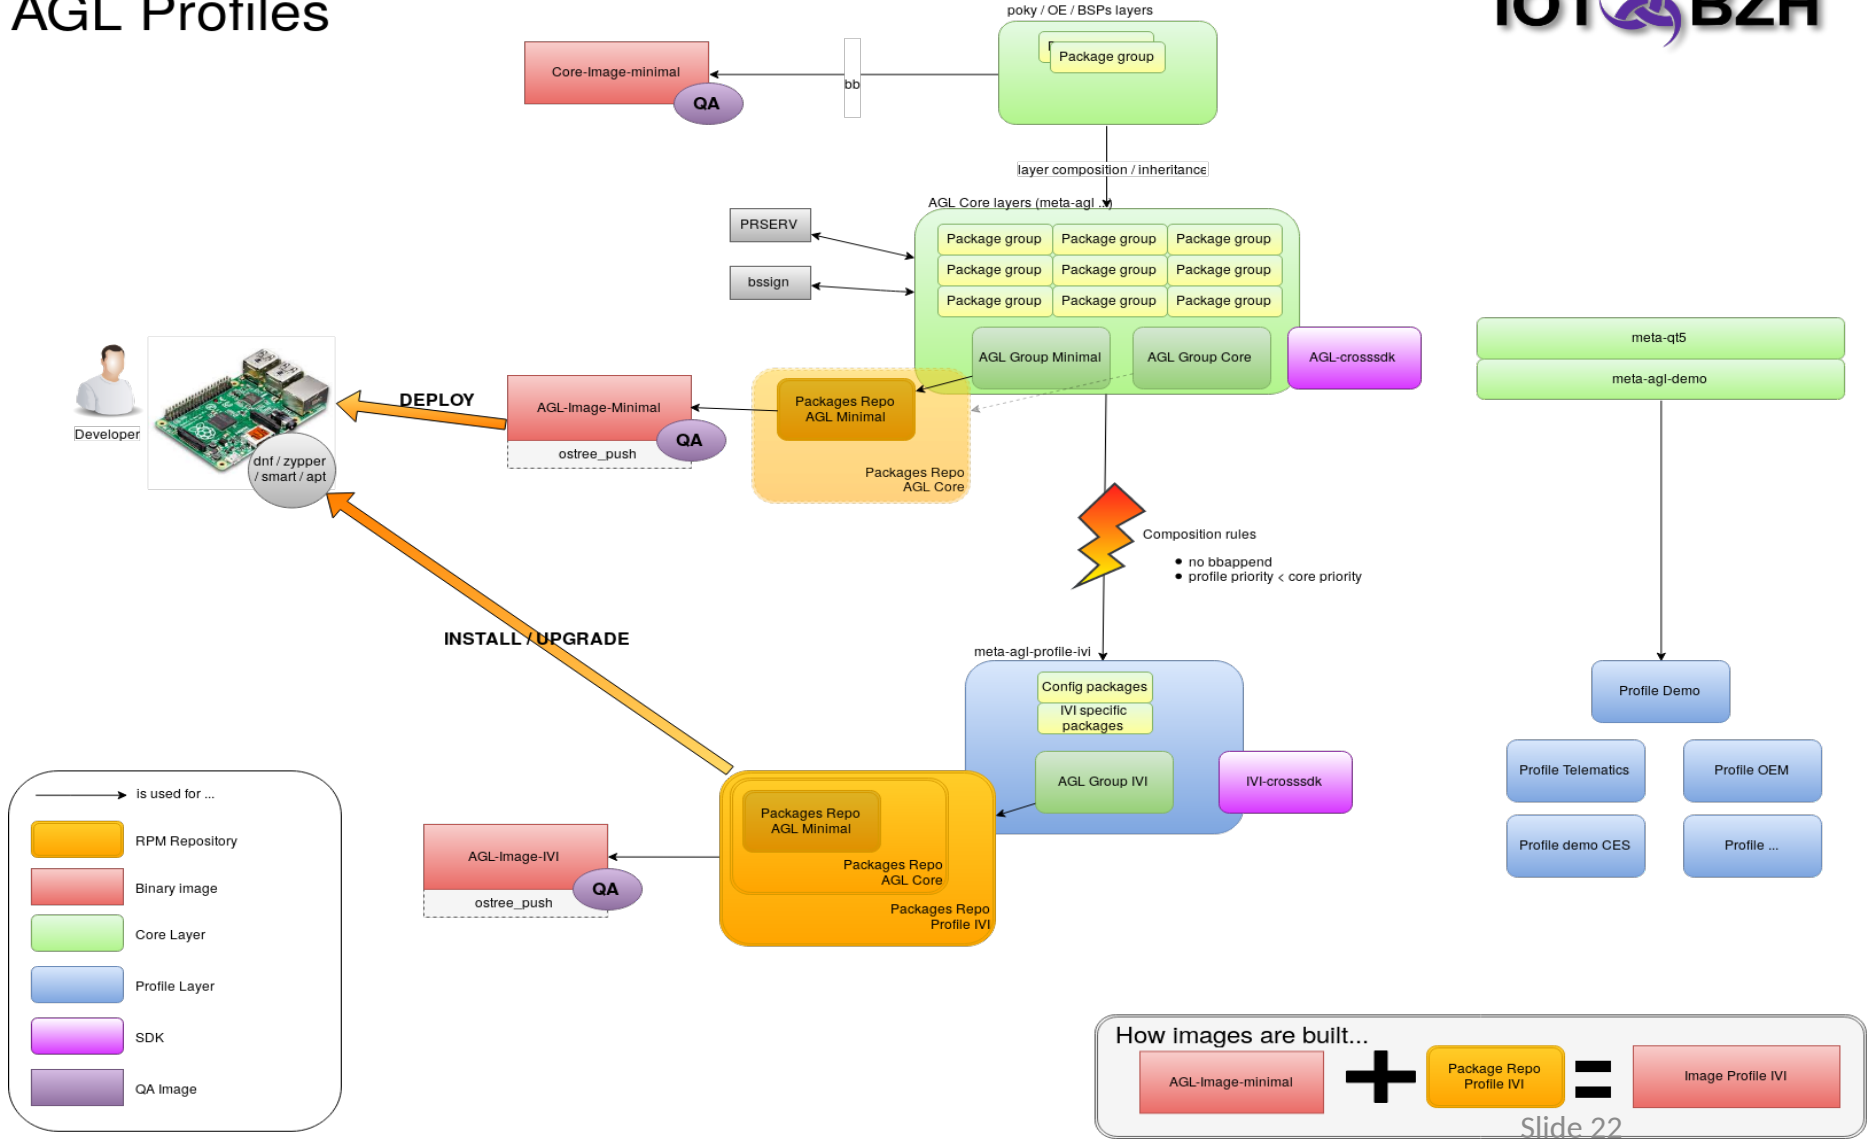 AGL Profiles
IOT BZH
poky / OE / BSPs layers
Package group
Core-Image-minimal
QA
bb
layer composition / inheritance
AGL Core layers (meta-agl ...)
PRSERV
bssign
Package group Package group Package group
Package group Package group Package group
Package group Package group Package group
AGL Group Minimal
AGL Group Core
AGL-crosssdk
meta-qt5
meta-agl-demo
Developer
dnf / zypper
/ smart / apt
DEPLOY
AGL-Image-Minimal
QA
ostree_push
Packages Repo
AGL Minimal
Packages Repo
AGL Core
Composition rules
• no bbappend
• profile priority < core priority
INSTALL / UPGRADE
meta-agl-profile-ivi
Config packages
IVI specific
packages
AGL Group IVI
IVI-crosssdk
Profile Demo
Profile Telematics
Profile OEM
Profile demo CES
Profile ...
Packages Repo
AGL Minimal
Packages Repo
AGL Core
Packages Repo
Profile IVI
AGL-Image-IVI
QA
ostree_push
is used for ...
RPM Repository
Binary image
Core Layer
Profile Layer
SDK
QA Image
How images are built...
AGL-Image-minimal
+
Package Repo
Profile IVI
=
Image Profile IVI
Slide 22